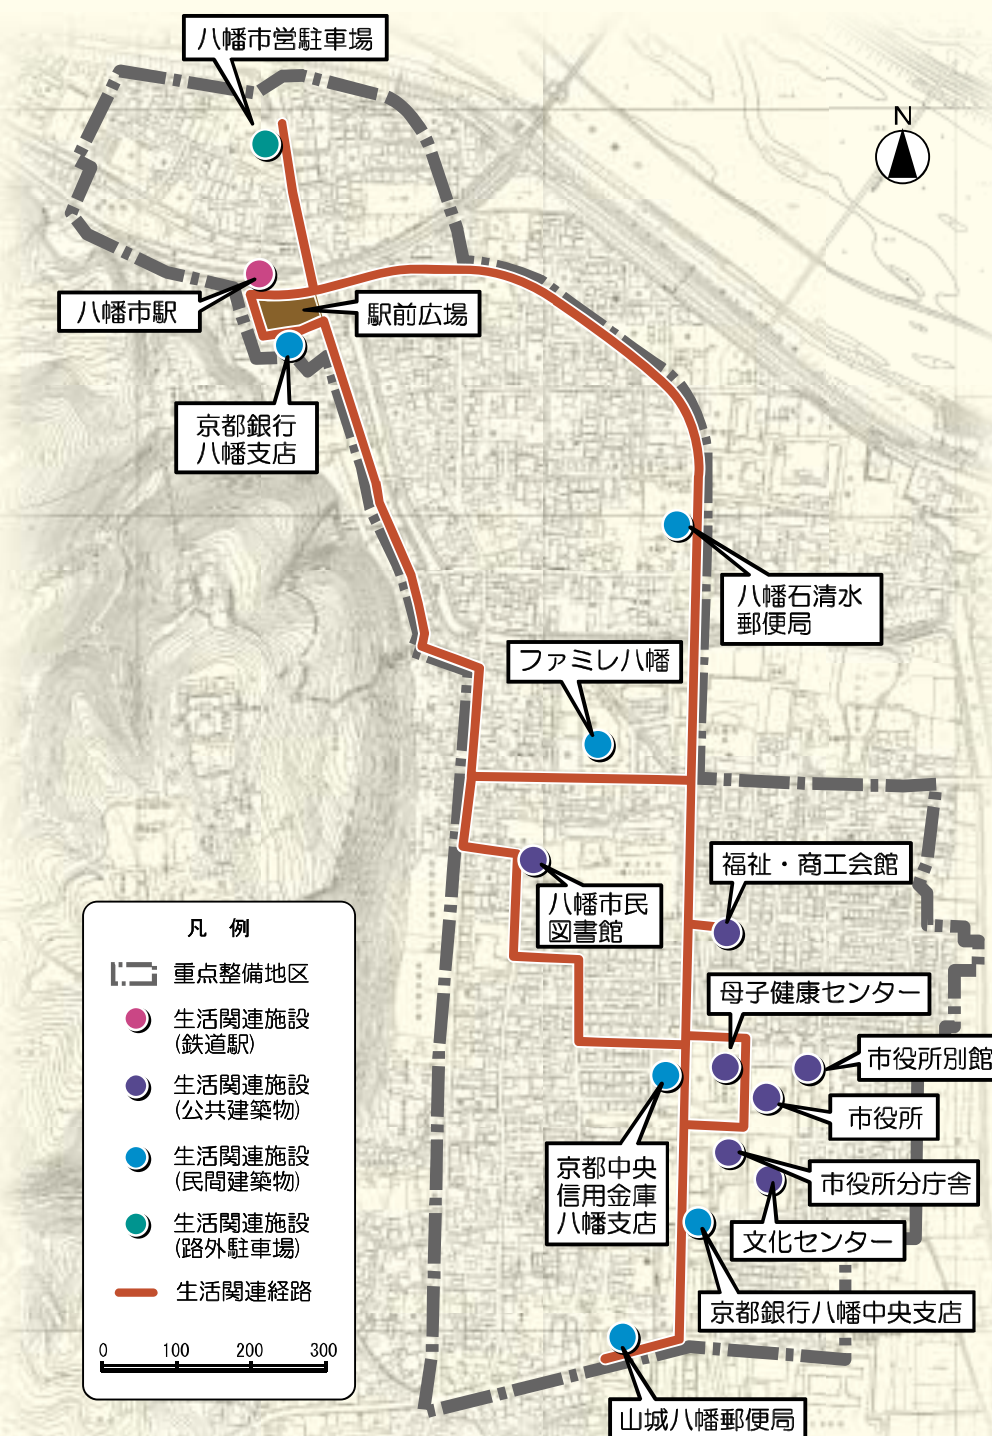 八幡市営駐車場
N
八幡市駅
駅前広場
京都銀行
八幡支店
八幡石清水
郵便局
ファミレ八幡
福祉・商工会館
八幡市民
図書館
母子健康センター
市役所別館
市役所
京都中央
信用金庫
八幡支店
市役所分庁舎
文化センター
京都銀行八幡中央支店
山城八幡郵便局
凡 例
重点整備地区
生活関連施設
(鉄道駅)
生活関連施設
(公共建築物)
生活関連施設
(民間建築物)
生活関連施設
(路外駐車場)
生活関連経路
0 100 200 300